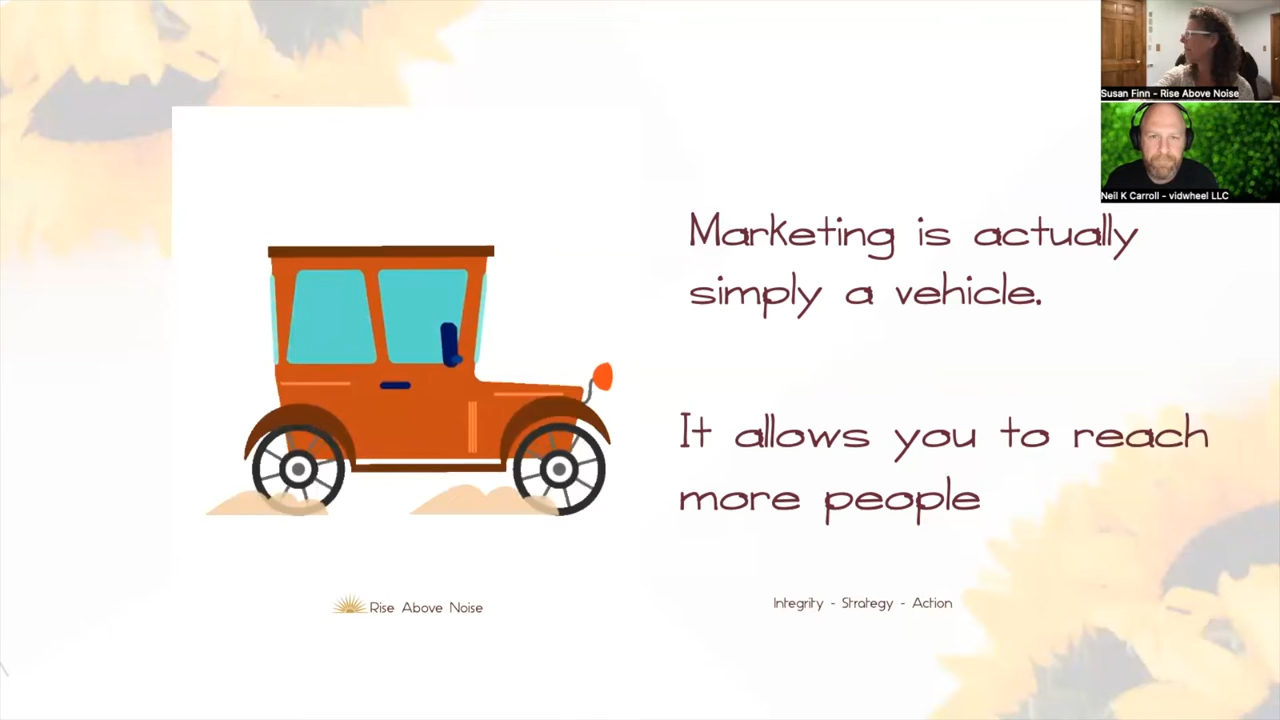 Susan Finn - Rise Above Noise
Neil K Carroll - vidwheel LLC
Marketing is actually
simply a vehicle.
It allows you to reach
more people
Rise Above Noise
Integrity - Strategy - Action